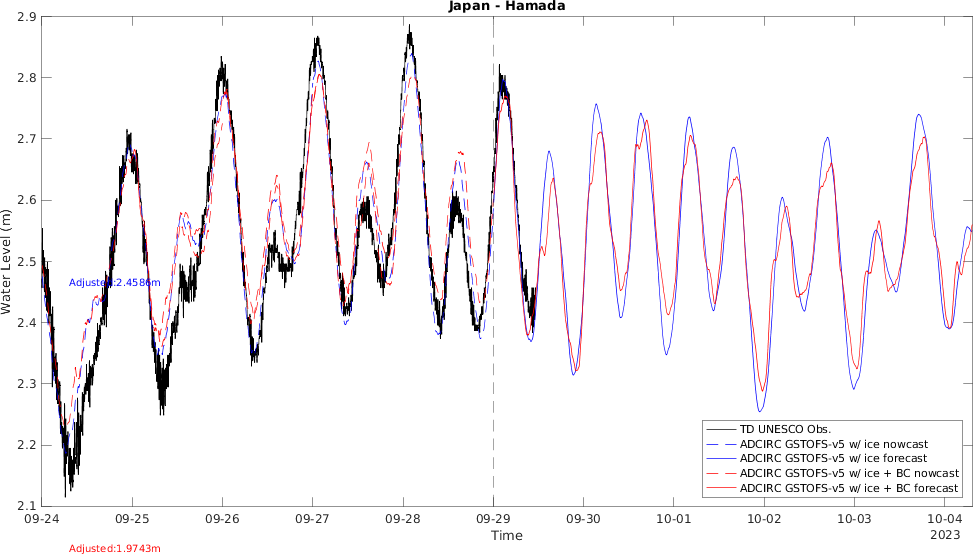 Japan - Hamada
2.9
2.8
2.7
2.6
2.5
2.4
2.3
2.2
2.1
Water Level (m)
Adjusted:2.4586m
Adjusted:1.9743m
TD UNESCO Obs.
ADCIRC GSTOFS-v5 w/ ice nowcast
ADCIRC GSTOFS-v5 w/ ice forecast
ADCIRC GSTOFS-v5 w/ ice + BC nowcast
ADCIRC GSTOFS-v5 w/ ice + BC forecast
09-24 09-25 09-26 09-27 09-28 09-29 09-30 10-01 10-02 10-03 10-04
2023
Time